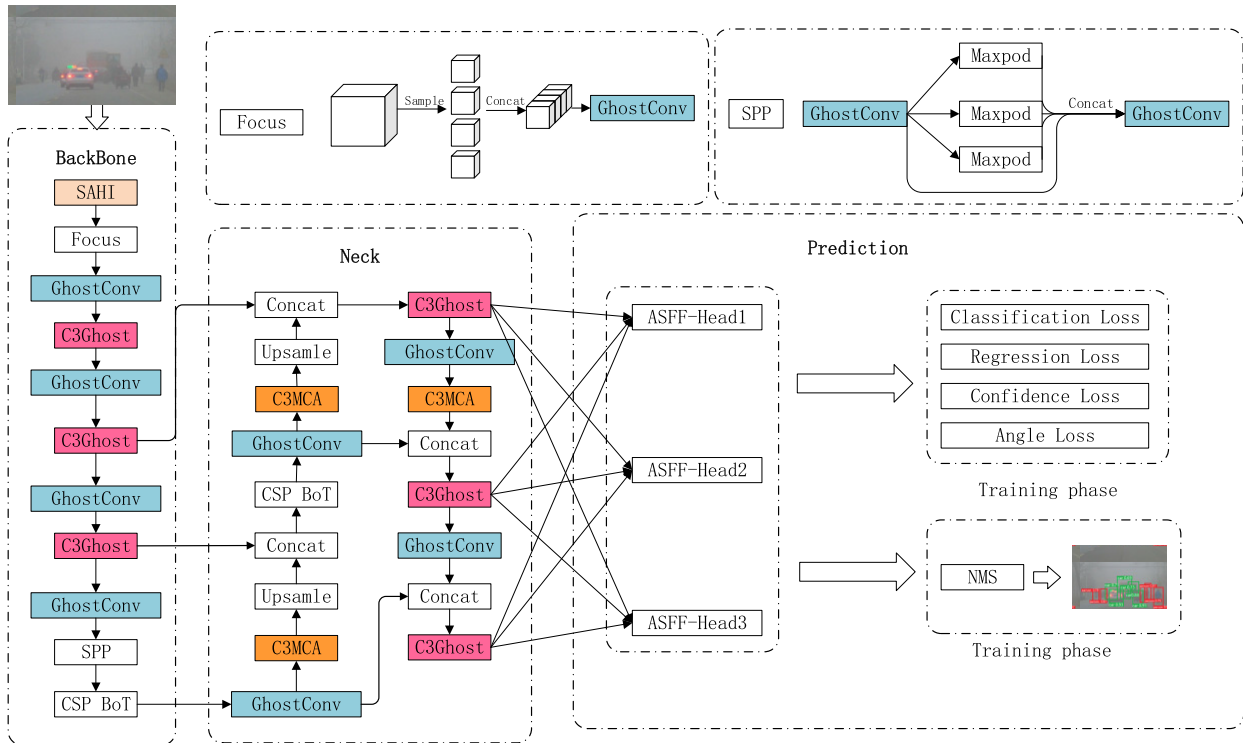 BackBone
SAHI
Focus
GhostConv
C3Ghost
GhostConv
C3Ghost
GhostConv
C3Ghost
GhostConv
SPP
CSP BoT
Focus
Sample
Concat
GhostConv
SPP
GhostConv
Maxpod
Maxpod
Maxpod
Concat
GhostConv
Neck
Concat
Upsamle
C3MCA
GhostConv
CSP BoT
Concat
Upsamle
C3MCA
GhostConv
C3Ghost
GhostConv
C3MCA
Concat
C3Ghost
GhostConv
Concat
C3Ghost
Prediction
ASFF-Head1
ASFF-Head2
ASFF-Head3
Classification Loss
Regression Loss
Confidence Loss
Angle Loss
Training phase
NMS
Training phase